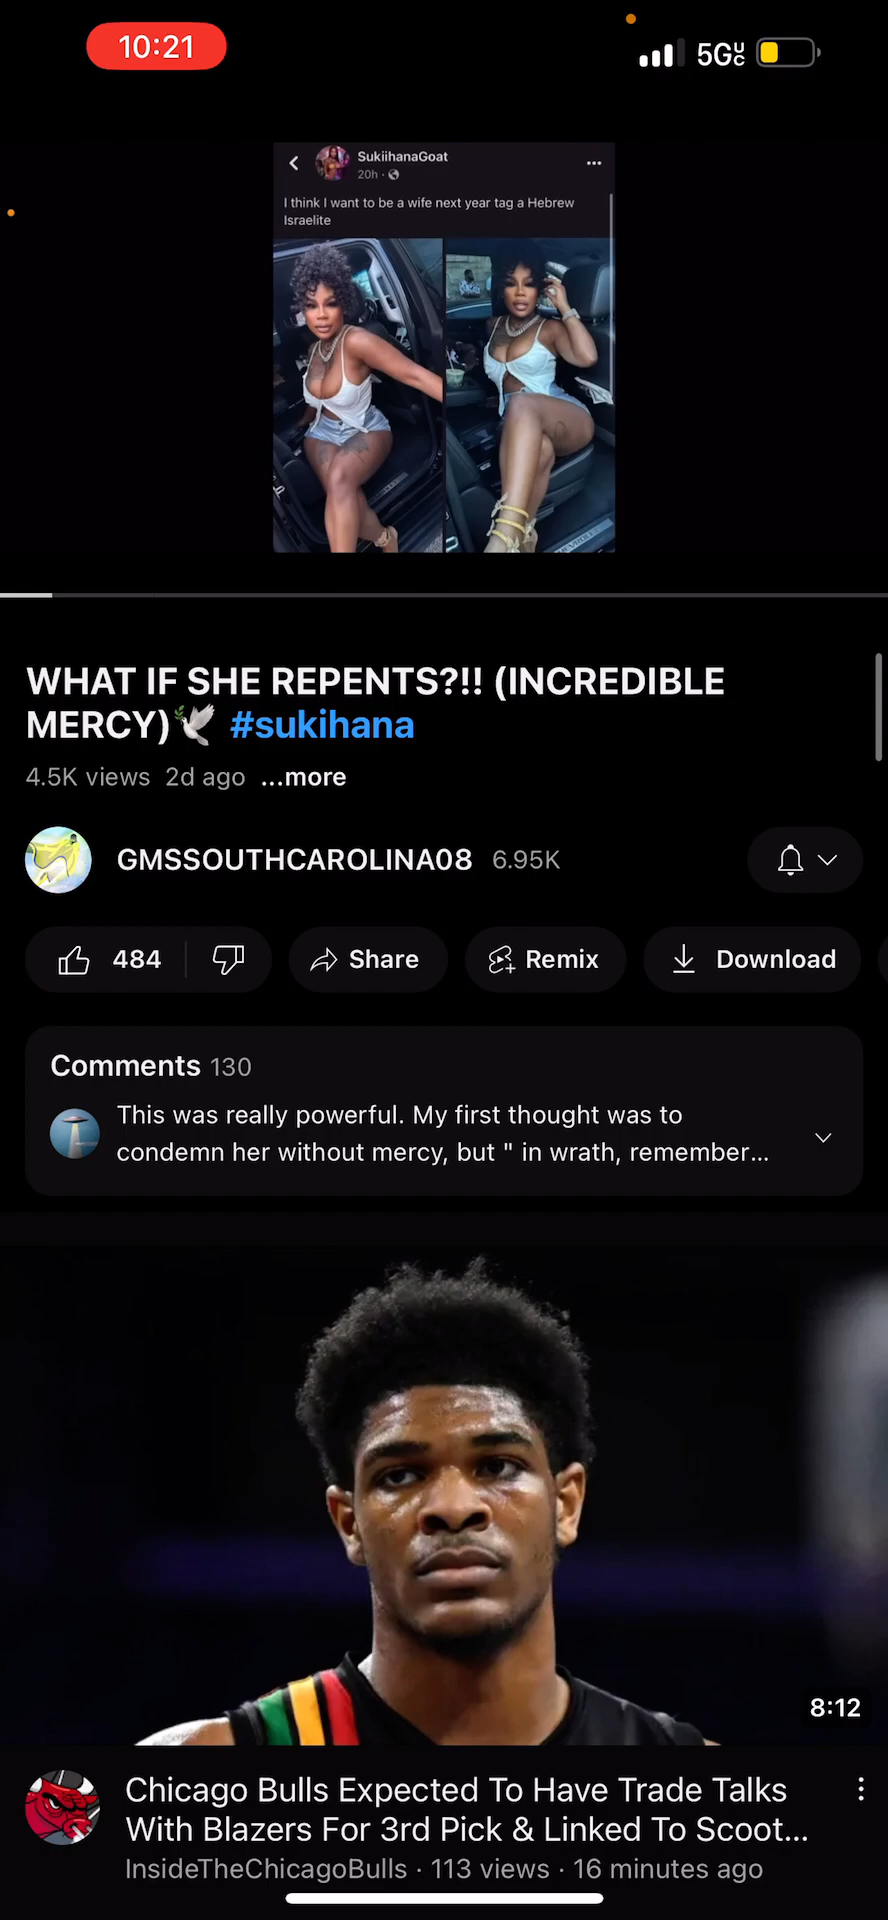 10:21
5G UC
SukiihanaGoat
20h ·
I think I want to be a wife next year tag a Hebrew
Israelite
WHAT IF SHE REPENTS?!! (INCREDIBLE
MERCY)🕊️ #sukihana
4.5K views 2d ago ...more
GMSSOUTHCAROLINA08 6.95K
484
Share
Remix
Download
Comments 130
This was really powerful. My first thought was to
condemn her without mercy, but " in wrath, remember...
8:12
Chicago Bulls Expected To Have Trade Talks
With Blazers For 3rd Pick & Linked To Scoot...
InsideTheChicagoBulls · 113 views · 16 minutes ago